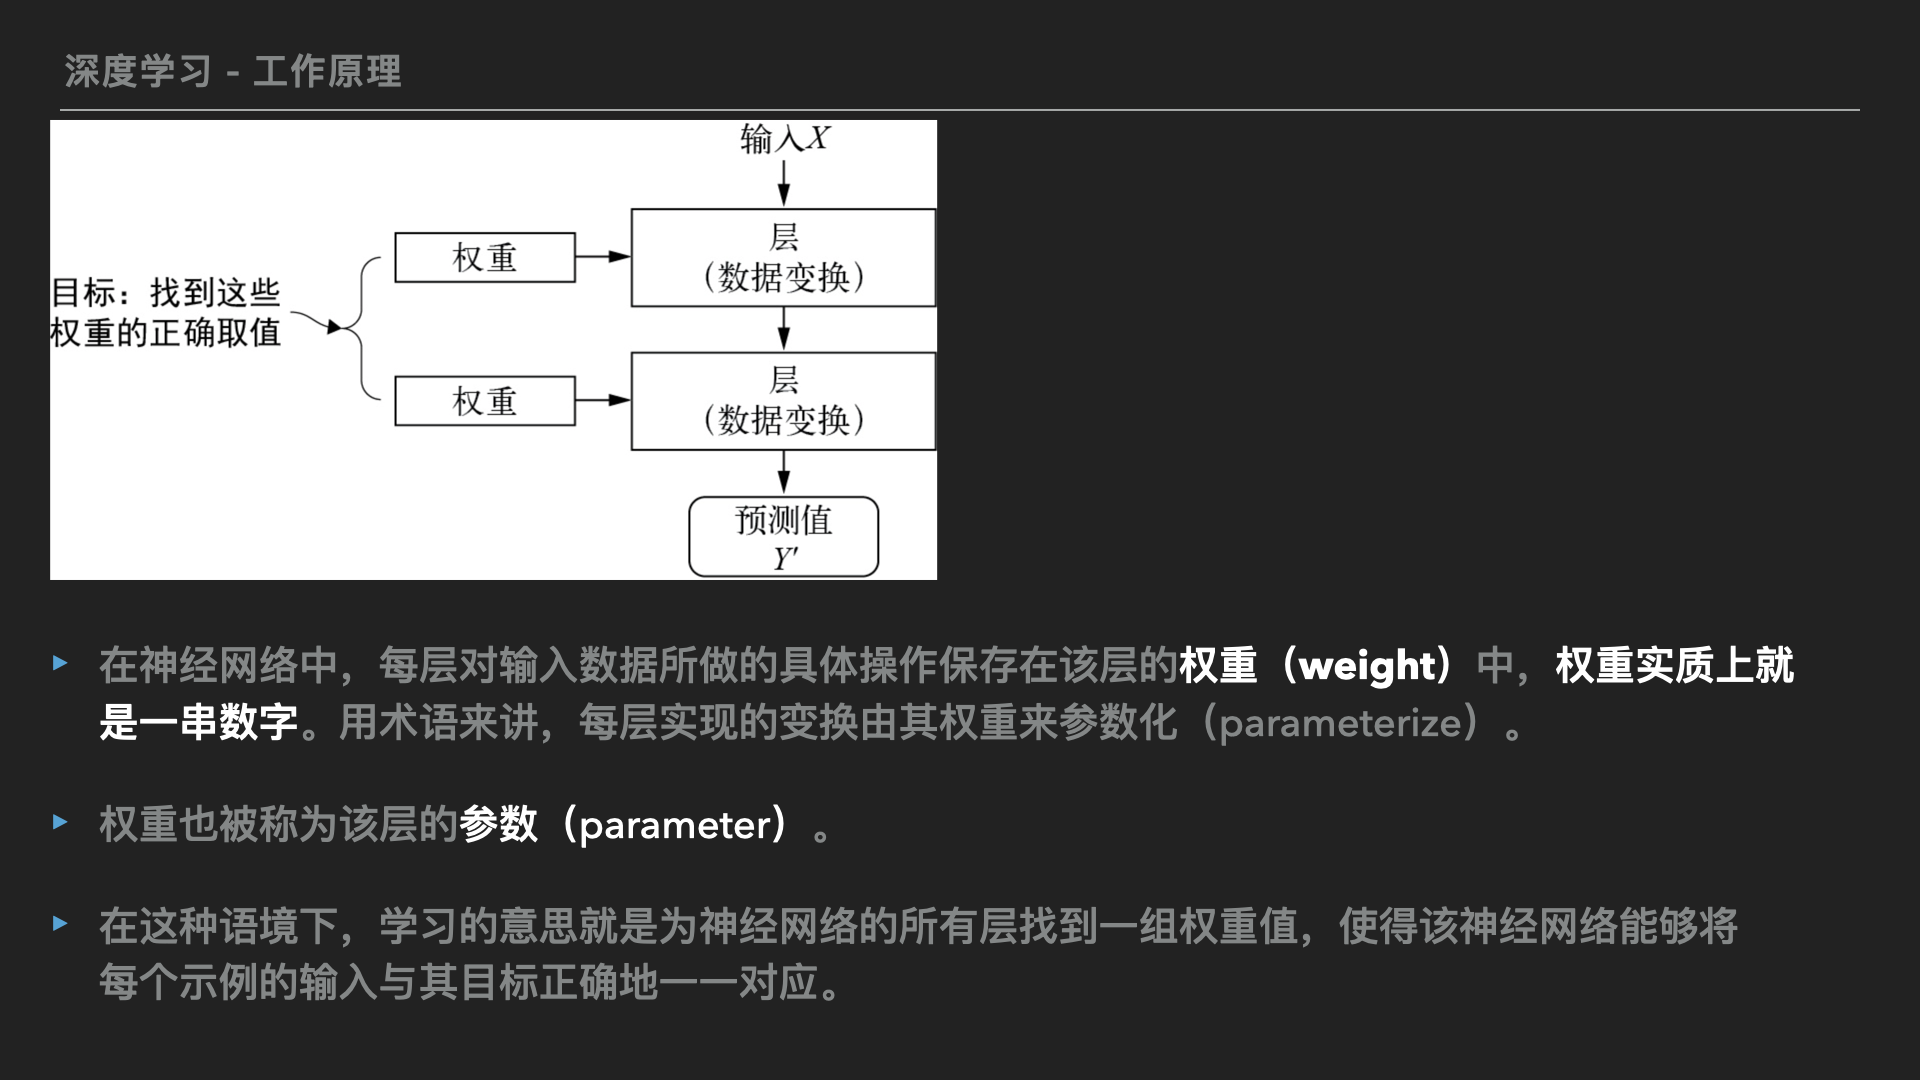 深度学习 - 工作原理
输入X
权重
层
（数据变换）
目标：找到这些
权重的正确取值
权重
层
（数据变换）
预测值
Y'
在神经网络中，每层对输入数据所做的具体操作保存在该层的权重（weight）中，权重实质上就
是一串数字。用术语来讲，每层实现的变换由其权重来参数化（parameterize）。
权重也被称为该层的参数（parameter）。
在这种语境下，学习的意思就是为神经网络的所有层找到一组权重值，使得该神经网络能够将
每个示例的输入与其目标正确地一一对应。